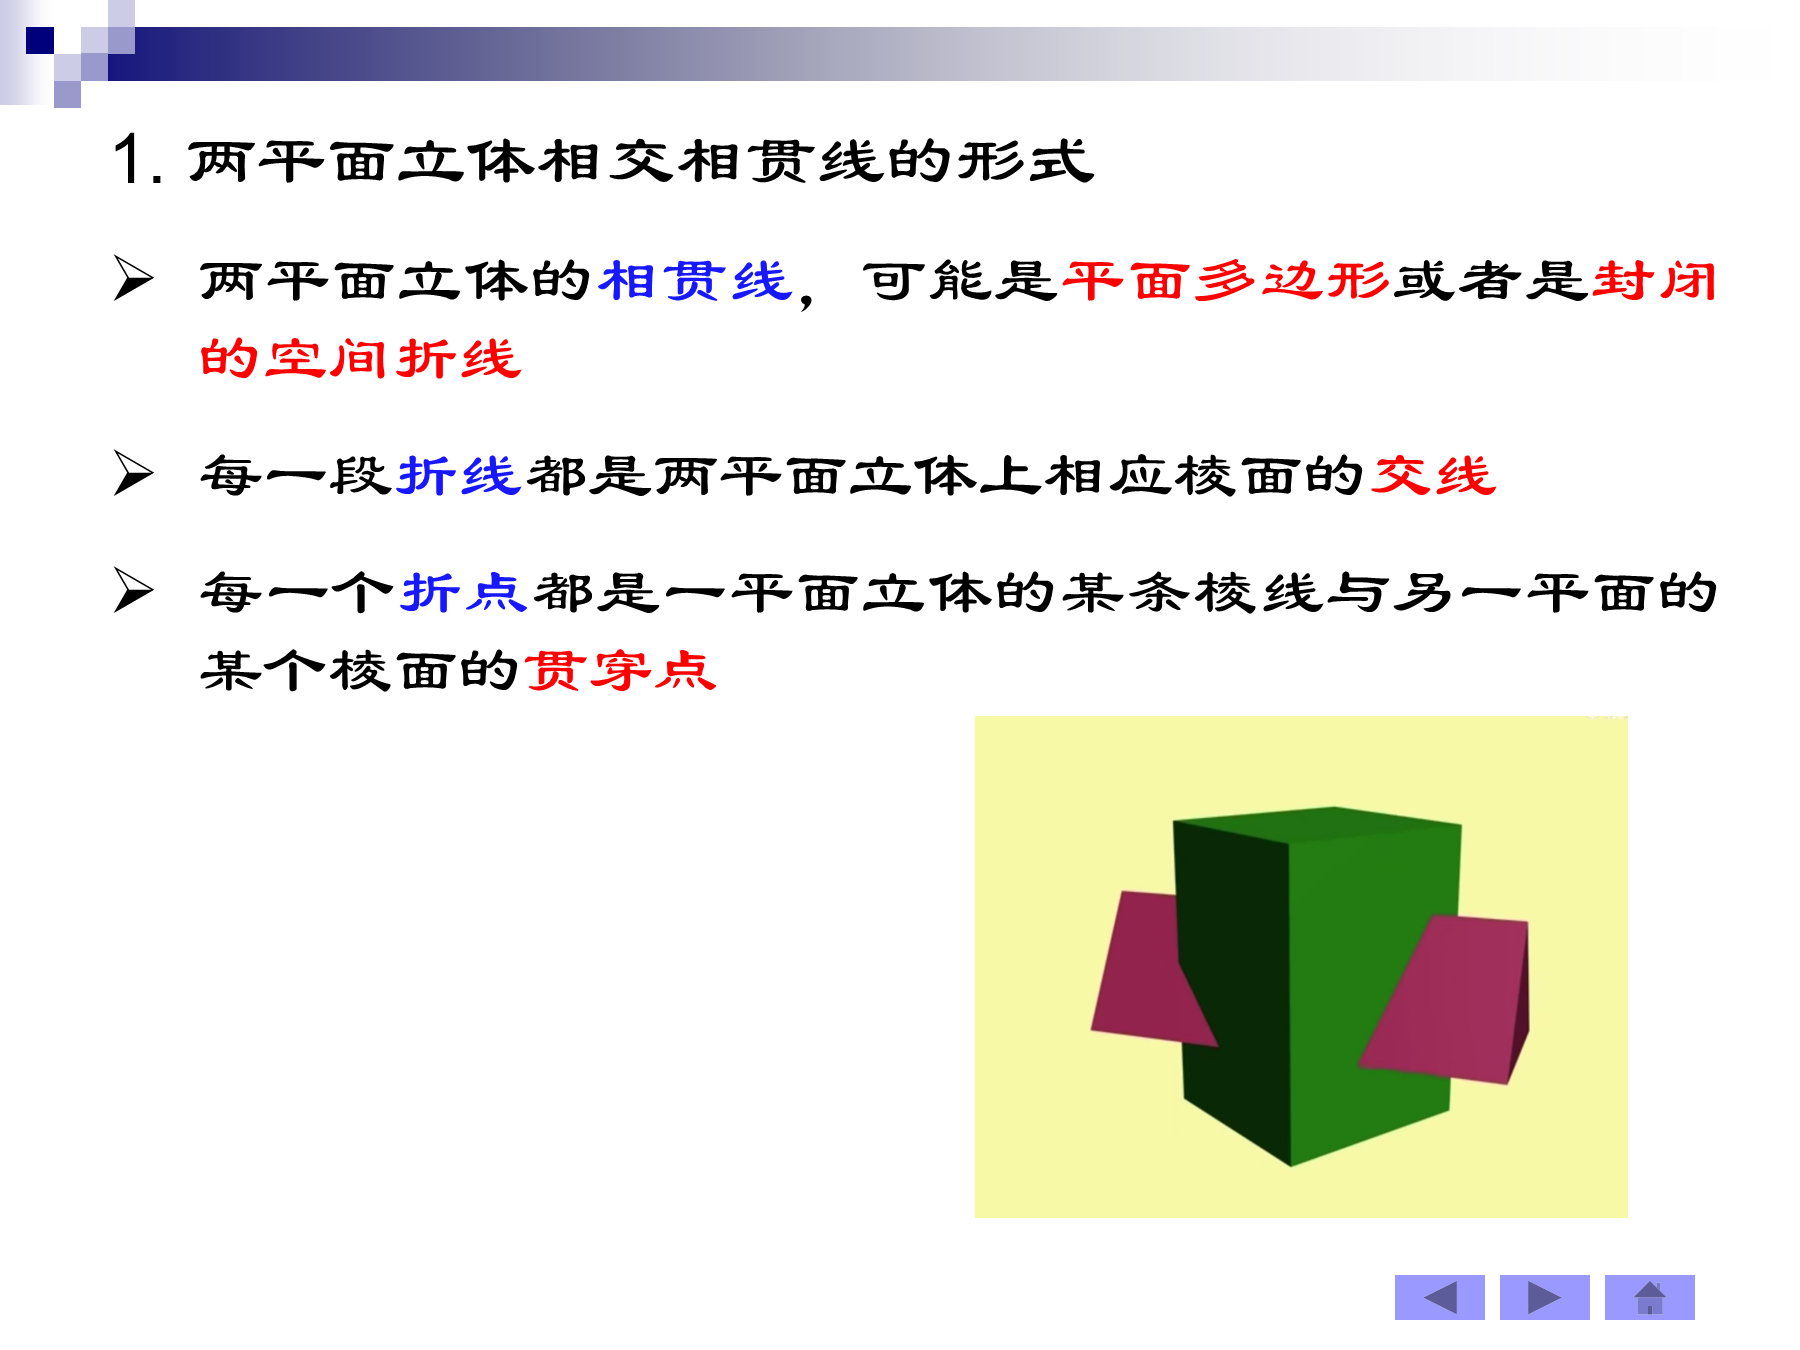 1. 两平面立体相交相贯线的形式
两平面立体的相贯线，可能是平面多边形或者是封闭
的空间折线
每一段折线都是两平面立体上相应棱面的交线
每一个折点都是一平面立体的某条棱线与另一平面的
某个棱面的贯穿点